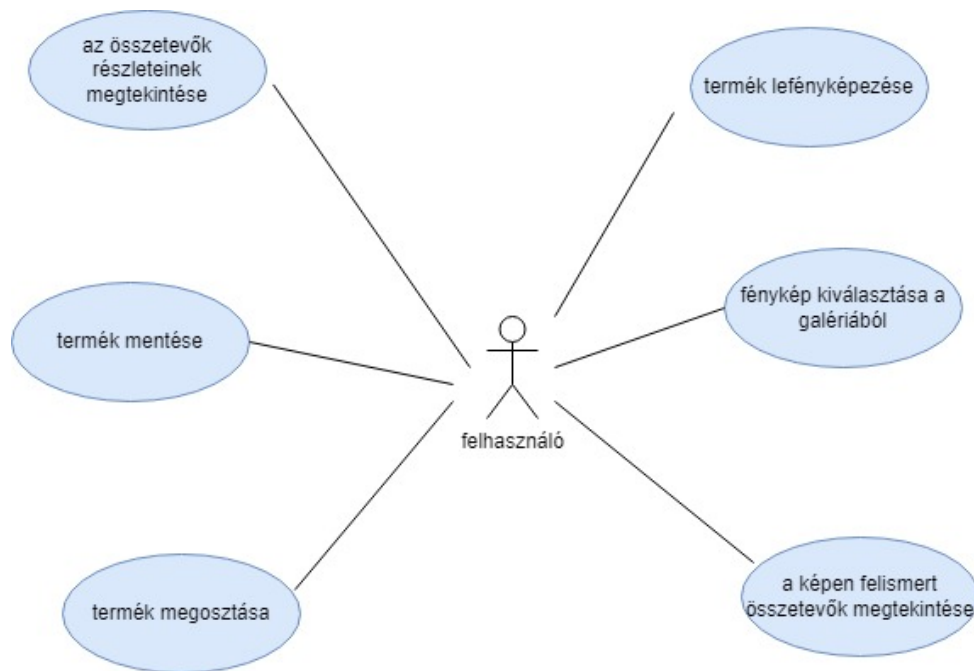 az összetevők
részleteinek
megtekintése
termék lefényképezése
termék mentése
fénykép kiválasztása a
galériából
felhasználó
termék megosztása
a képen felismert
összetevők megtekintése